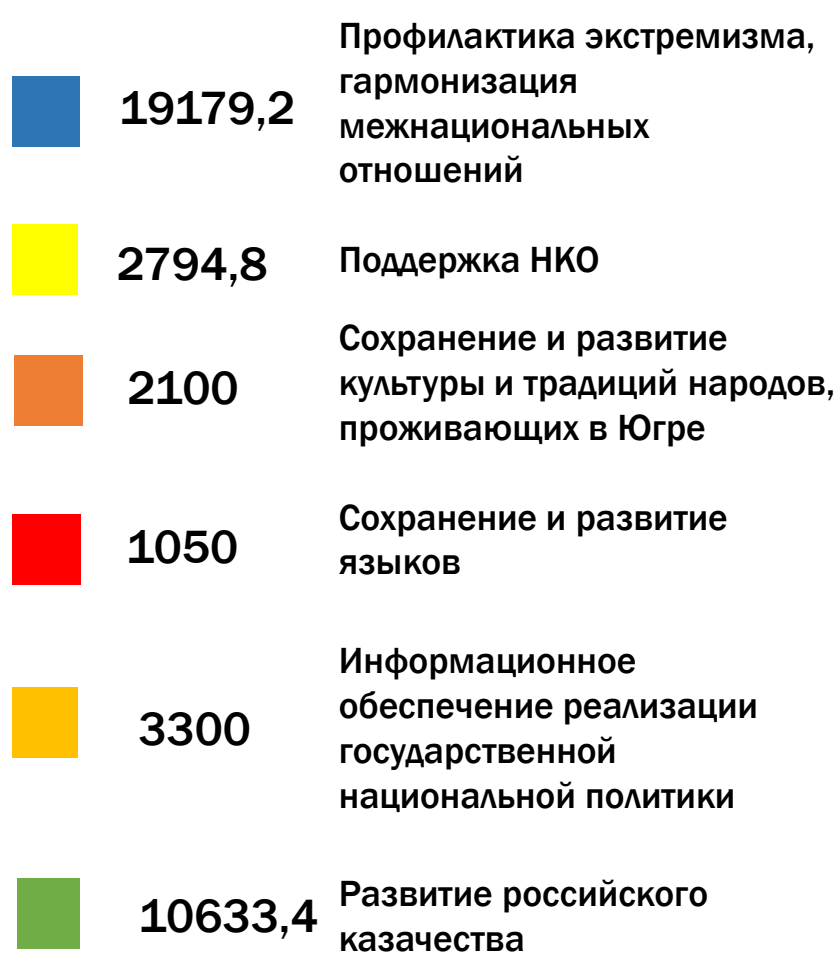 19179,2
Профилактика экстремизма,
гармонизация
межнациональных
отношений
2794,8
Поддержка НКО
2100
Сохранение и развитие
культуры и традиций народов,
проживающих в Югре
1050
Сохранение и развитие
языков
3300
Информационное
обеспечение реализации
государственной
национальной политики
10633,4
Развитие российского
казачества